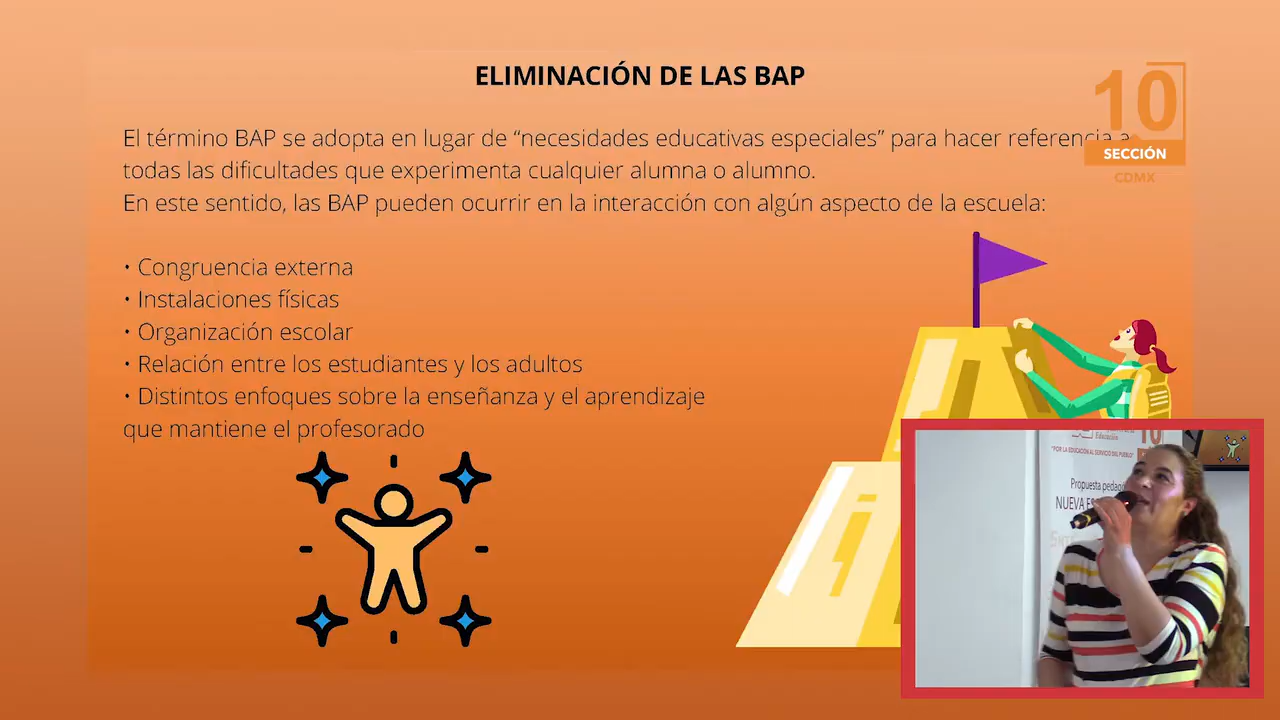 ELIMINACIÓN DE LAS BAP
10
SECCIÓN
CDMX
El término BAP se adopta en lugar de “necesidades educativas especiales” para hacer referencia a
todas las dificultades que experimenta cualquier alumna o alumno.
En este sentido, las BAP pueden ocurrir en la interacción con algún aspecto de la escuela:
• Congruencia externa
• Instalaciones físicas
• Organización escolar
• Relación entre los estudiantes y los adultos
• Distintos enfoques sobre la enseñanza y el aprendizaje
que mantiene el profesorado
Educación
10
"POR LA EDUCACIÓN AL SERVICIO DEL PUEBLO"
Propuesta
NUEVA